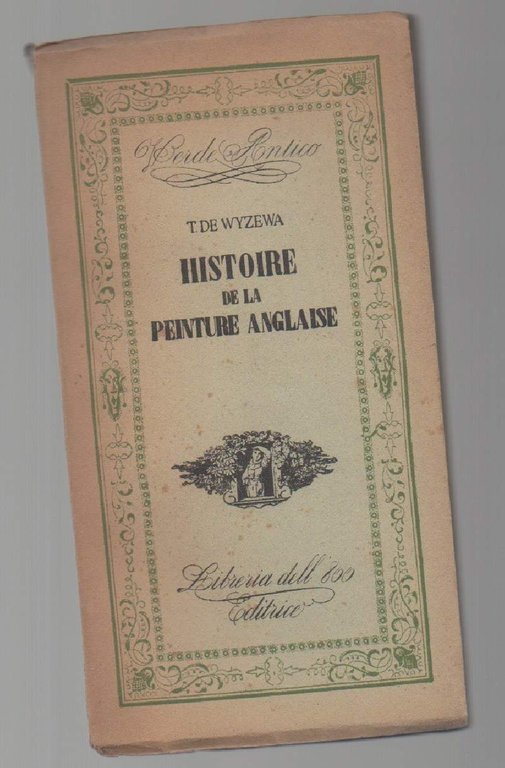 Verde Antico
T. DE WYZEWA
HISTOIRE
DE LA
PEINTURE ANGLAISE
Libreria dell' 800
Editrice